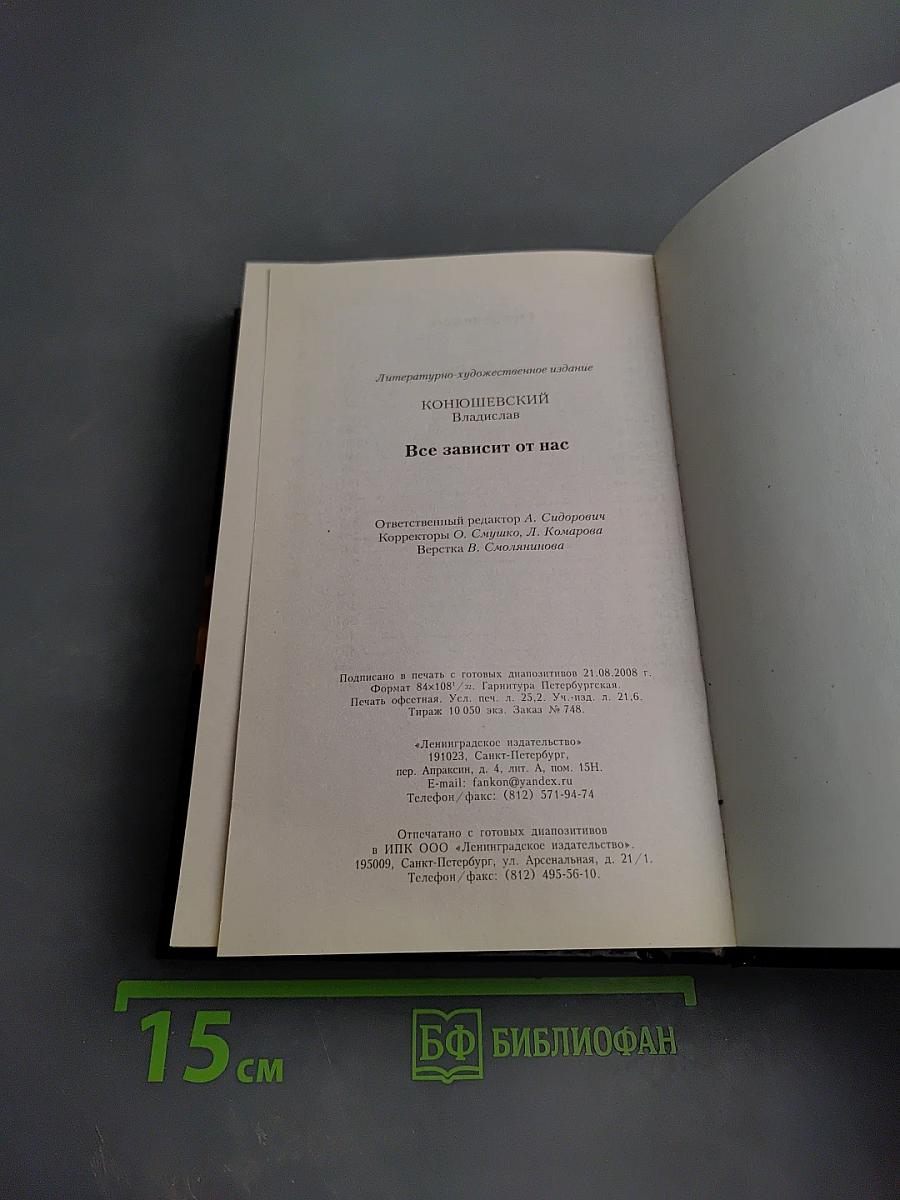 Литературно-художественное издание
КОНЮШЕВСКИЙ
Владислав
Все зависит от нас
Ответственный редактор А. Сидорович
Корректоры О. Смушко, Л. Комарова
Верстка В. Смолянинова
Подписано в печать с готовых диапозитивов 21.08.2008 г.
Формат 84×108¹/₃₂. Гарнитура Петербургская.
Печать офсетная. Усл. печ. л. 25,2. Уч.-изд. л. 21,6.
Тираж 10 050 экз. Заказ № 748.
«Ленинградское издательство»
191023, Санкт-Петербург,
пер. Апраксин, д. 4, лит. А, пом. 15Н.
E-mail: fankon@yandex.ru
Телефон/факс: (812) 571-94-74
Отпечатано с готовых диапозитивов
в ИПК ООО «Ленинградское издательство».
195009, Санкт-Петербург, ул. Арсенальная, д. 21/1.
Телефон/факс: (812) 495-56-10.
15 см
БФ БИБЛИОФАН